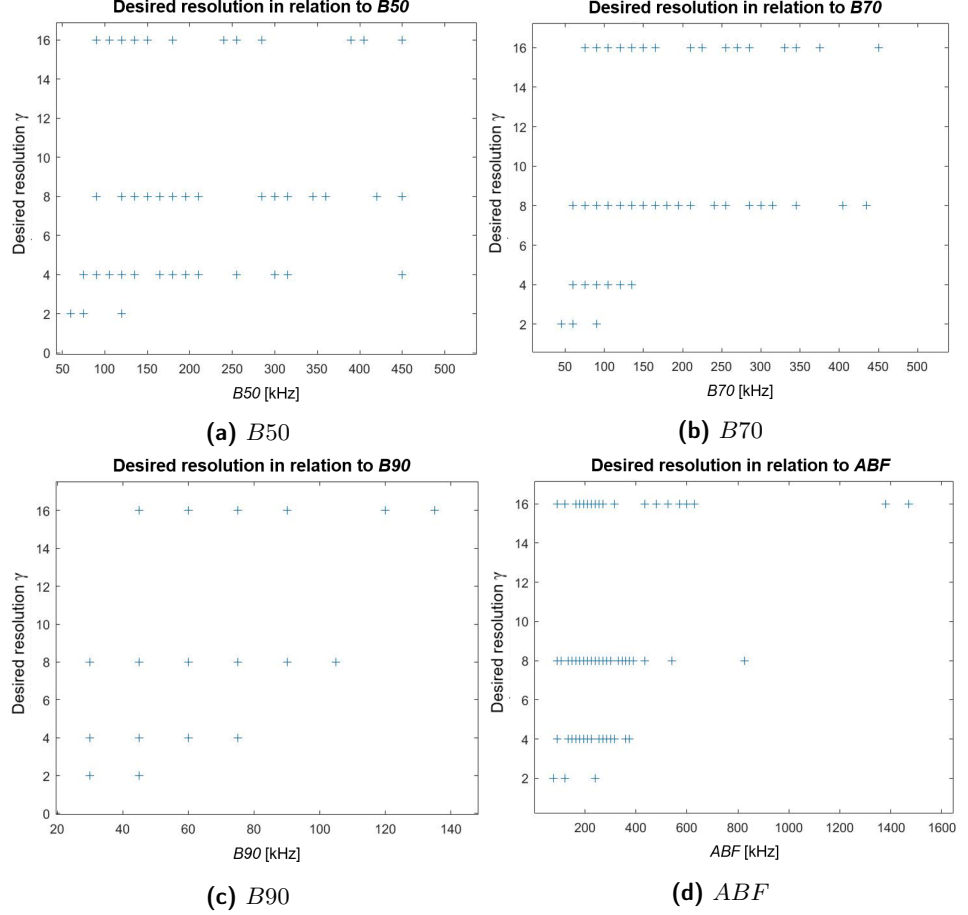 Desired resolution in relation to B50
Desired resolution γ
16
14
12
10
8
6
4
2
0
50 100 150 200 250 300 350 400 450 500
B50 [kHz]
(a) B50
Desired resolution in relation to B70
Desired resolution γ
16
14
12
10
8
6
4
2
50 100 150 200 250 300 350 400 450 500
B70 [kHz]
(b) B70
Desired resolution in relation to B90
Desired resolution γ
16
14
12
10
8
6
4
2
0
20 40 60 80 100 120 140
B90 [kHz]
(c) B90
Desired resolution in relation to ABF
Desired resolution γ
16
14
12
10
8
6
4
2
200 400 600 800 1000 1200 1400 1600
ABF [kHz]
(d) ABF